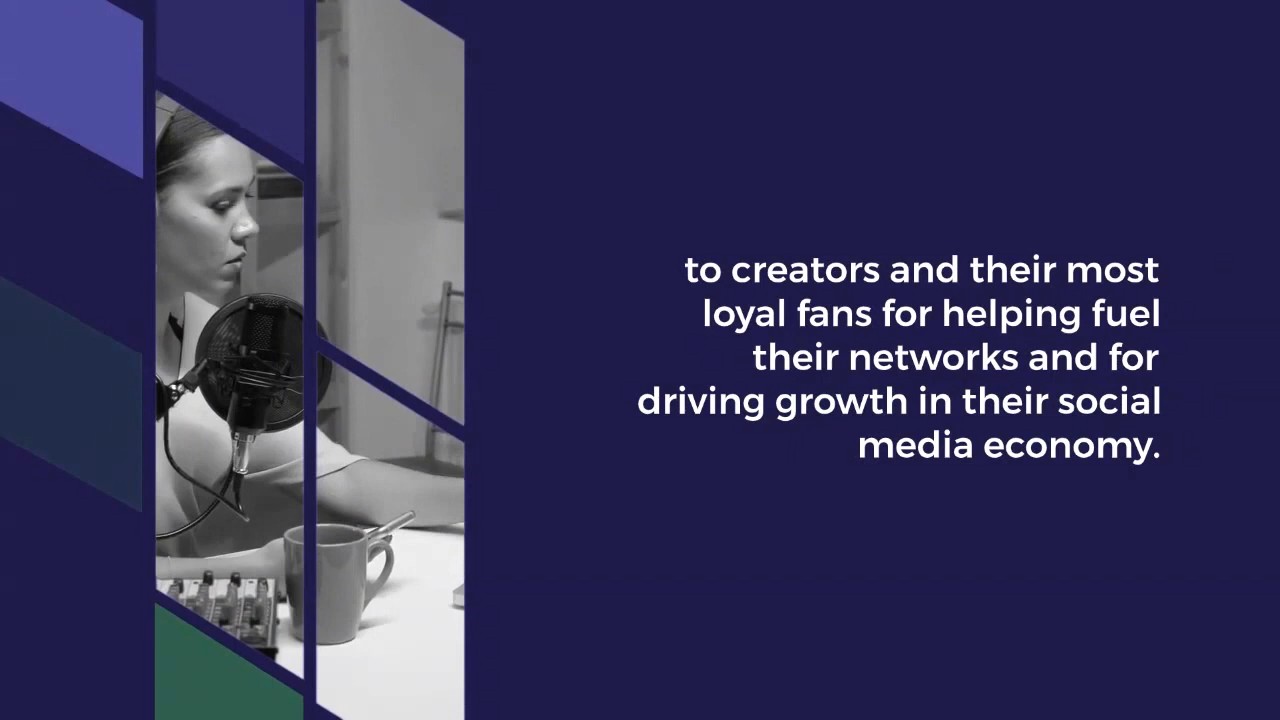 to creators and their most
loyal fans for helping fuel
their networks and for
driving growth in their social
media economy.